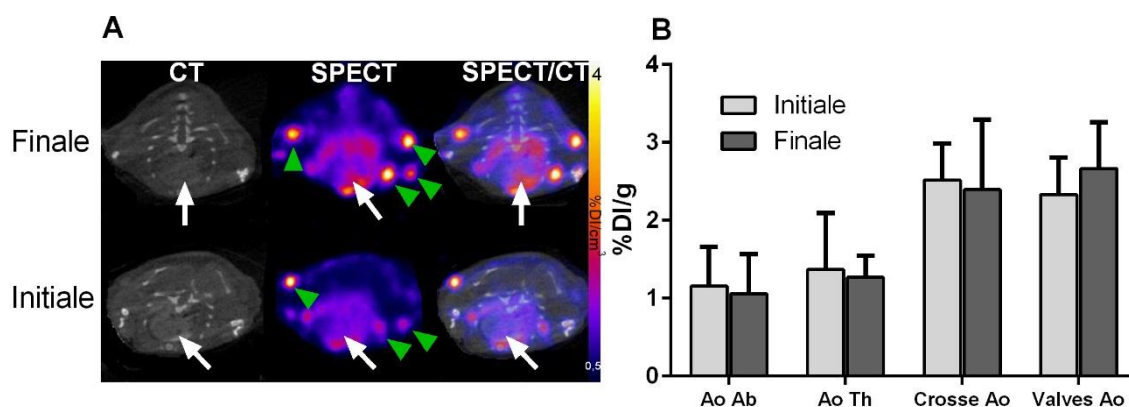 A
CT SPECT SPECT/CT
Finale
Initiale
4
%DI/cm³
0,5
B
%DI/g
4
3
2
1
0
Initiale
Finale
Ao Ab Ao Th Crosse Ao Valves Ao